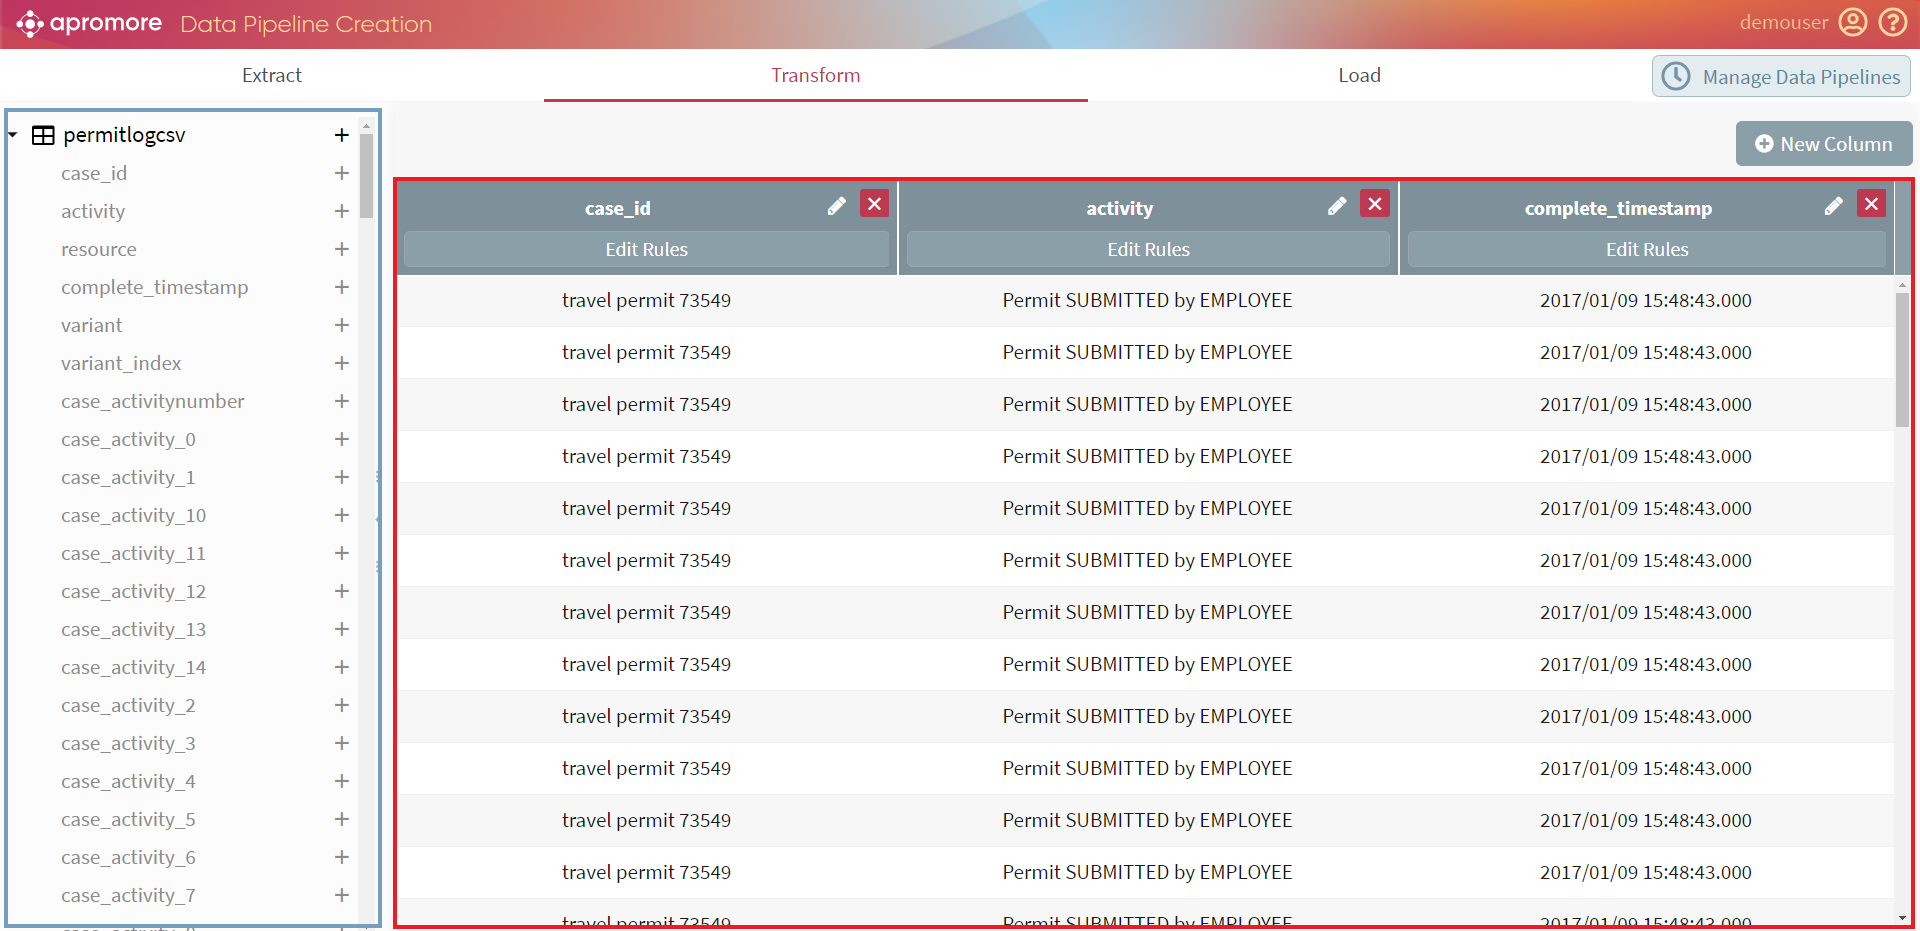 apromore Data Pipeline Creation demouser
Extract Transform Load Manage Data Pipelines
permitlogcsv
case_id
activity
resource
complete_timestamp
variant
variant_index
case_activitynumber
case_activity_0
case_activity_1
case_activity_10
case_activity_11
case_activity_12
case_activity_13
case_activity_14
case_activity_2
case_activity_3
case_activity_4
case_activity_5
case_activity_6
case_activity_7
New Column
case_id activity complete_timestamp
Edit Rules Edit Rules Edit Rules
travel permit 73549 Permit SUBMITTED by EMPLOYEE 2017/01/09 15:48:43.000
travel permit 73549 Permit SUBMITTED by EMPLOYEE 2017/01/09 15:48:43.000
travel permit 73549 Permit SUBMITTED by EMPLOYEE 2017/01/09 15:48:43.000
travel permit 73549 Permit SUBMITTED by EMPLOYEE 2017/01/09 15:48:43.000
travel permit 73549 Permit SUBMITTED by EMPLOYEE 2017/01/09 15:48:43.000
travel permit 73549 Permit SUBMITTED by EMPLOYEE 2017/01/09 15:48:43.000
travel permit 73549 Permit SUBMITTED by EMPLOYEE 2017/01/09 15:48:43.000
travel permit 73549 Permit SUBMITTED by EMPLOYEE 2017/01/09 15:48:43.000
travel permit 73549 Permit SUBMITTED by EMPLOYEE 2017/01/09 15:48:43.000
travel permit 73549 Permit SUBMITTED by EMPLOYEE 2017/01/09 15:48:43.000
travel permit 73549 Permit SUBMITTED by EMPLOYEE 2017/01/09 15:48:43.000
travel permit 73549 Permit SUBMITTED by EMPLOYEE 2017/01/09 15:48:43.000
travel permit 73549 Permit SUBMITTED by EMPLOYEE 2017/01/09 15:48:43.000